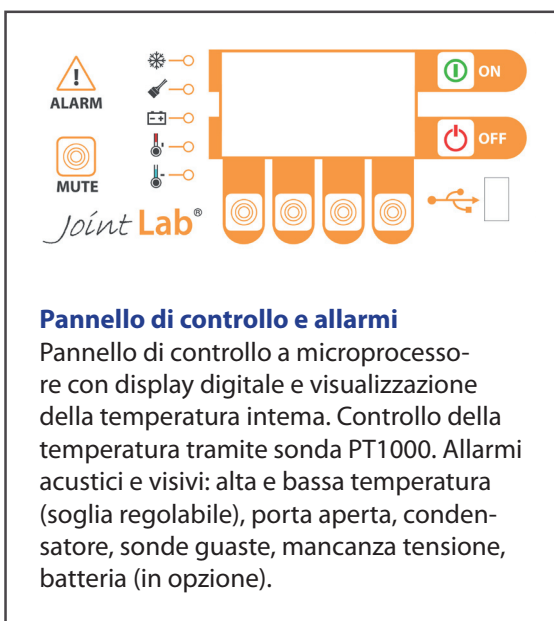 ALARM
MUTE
ON
OFF
Joint Lab®
Pannello di controllo e allarmi
Pannello di controllo a microprocesso-
re con display digitale e visualizzazione
della temperatura intema. Controllo della
temperatura tramite sonda PT1000. Allarmi
acustici e visivi: alta e bassa temperatura
(soglia regolabile), porta aperta, conden-
satore, sonde guaste, mancanza tensione,
batteria (in opzione).